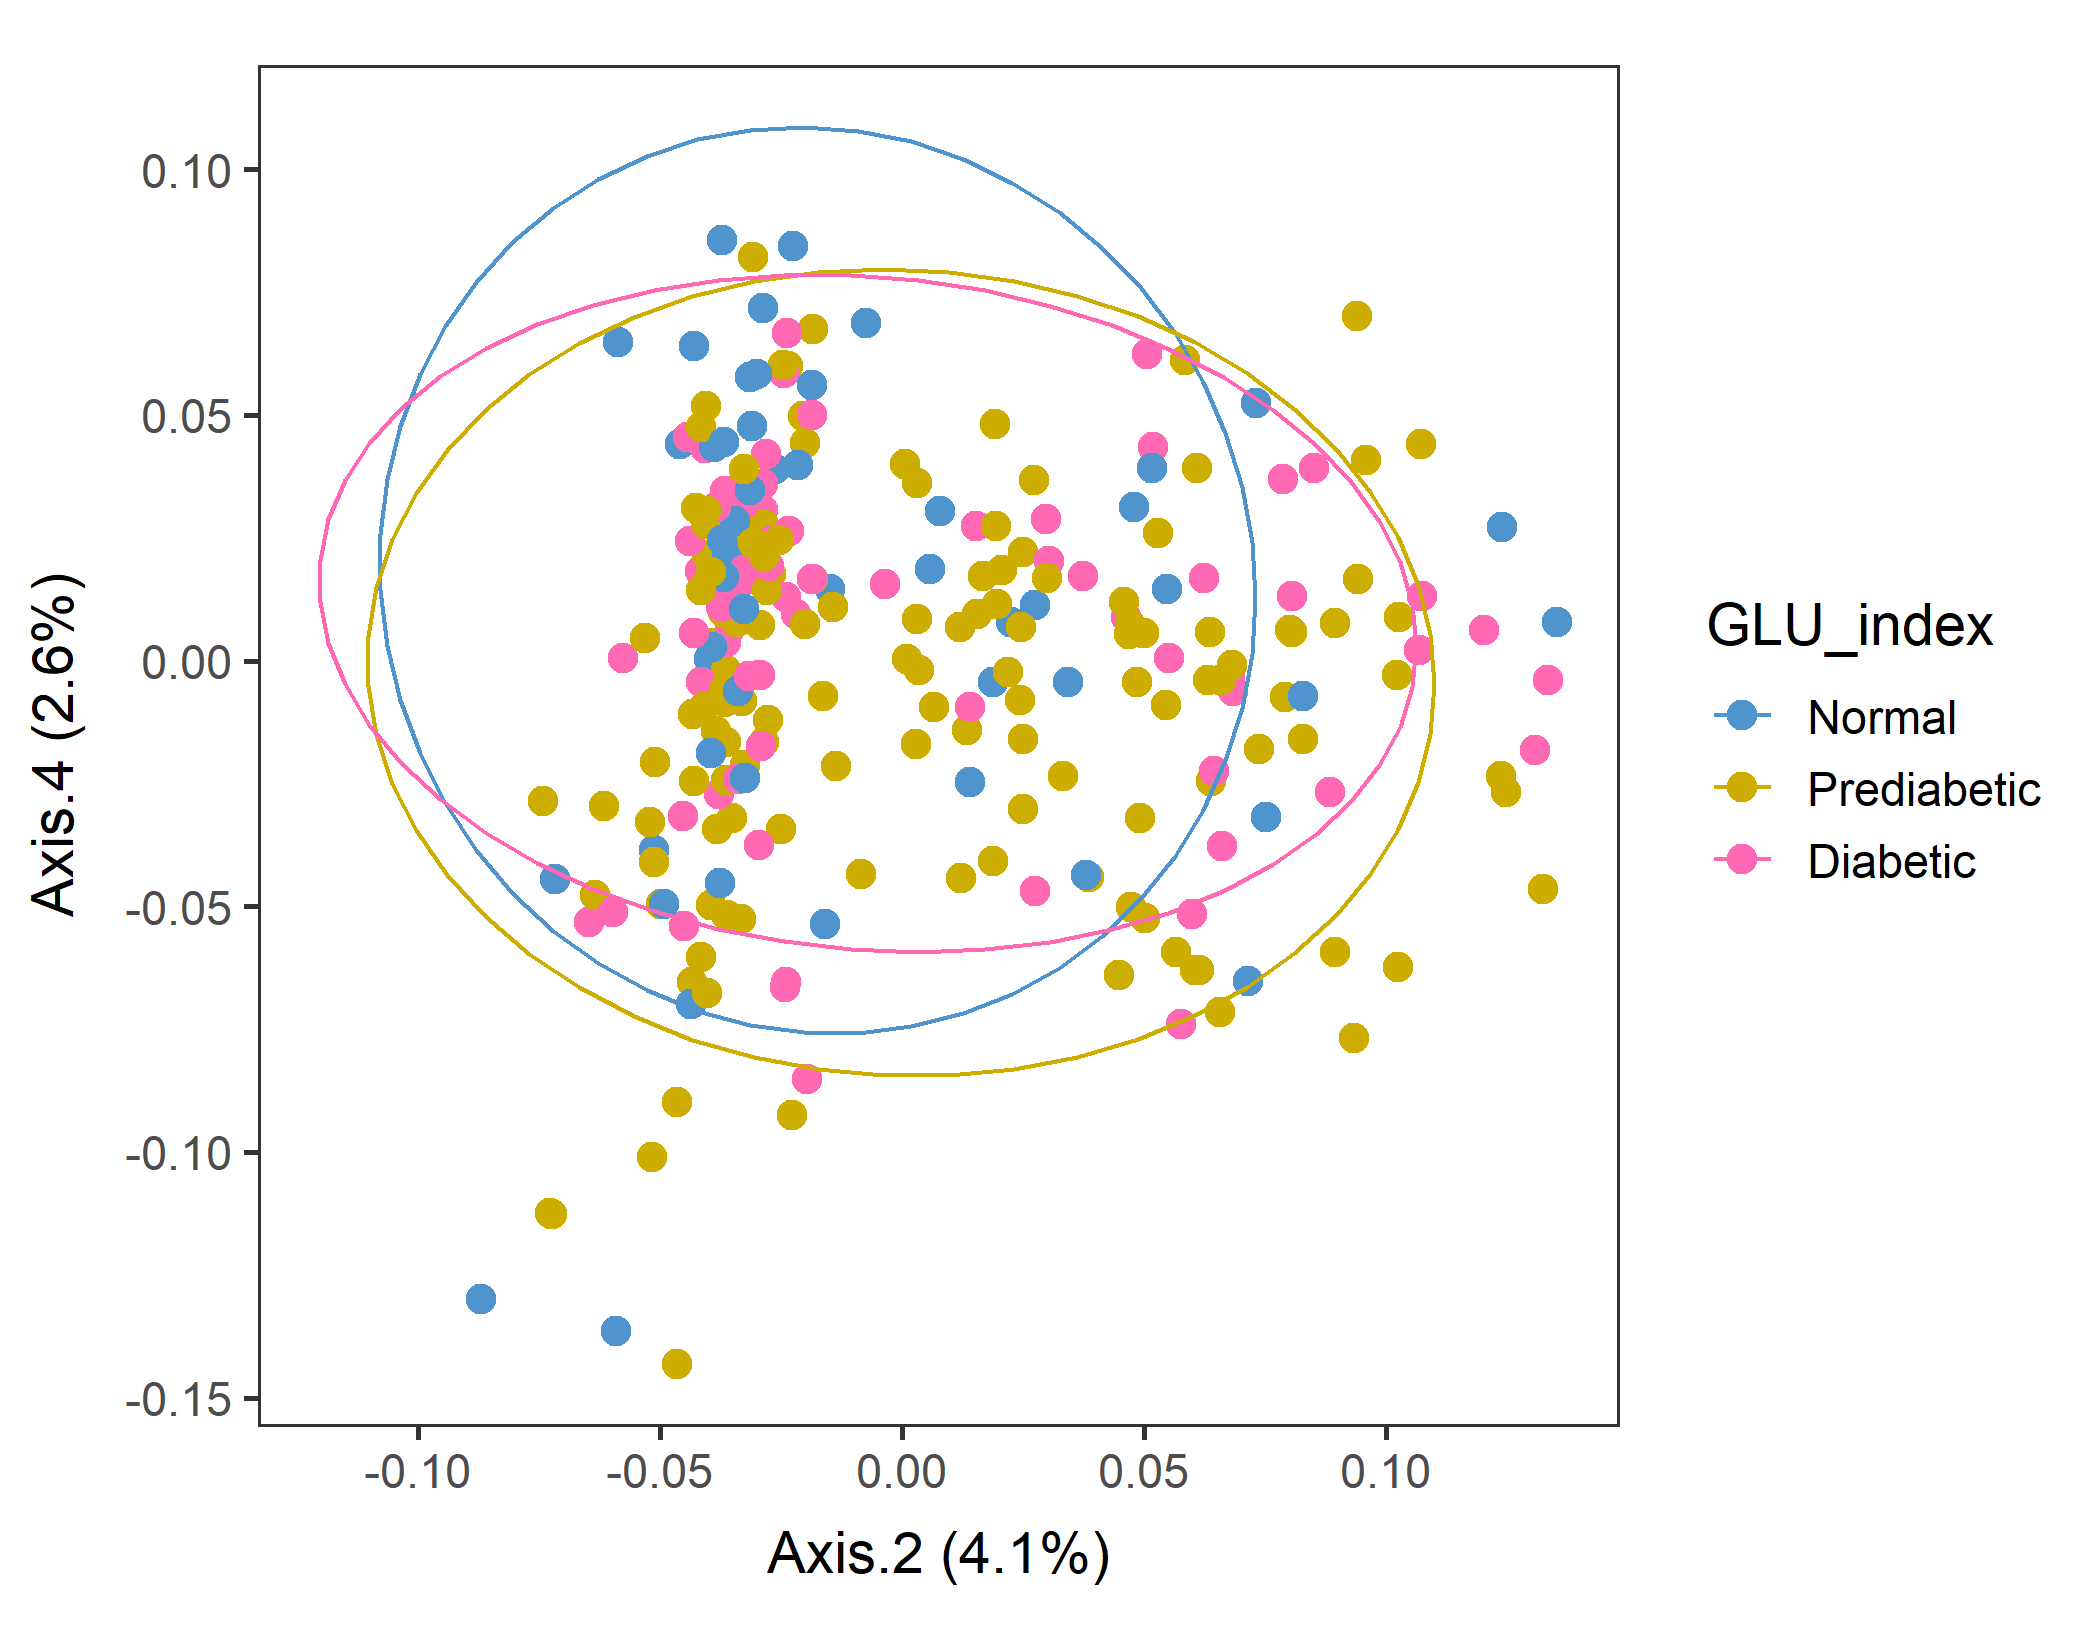 0.10
0.05
0.00
-0.05
-0.10
-0.15
Axis.4 (2.6%)
-0.10 -0.05 0.00 0.05 0.10
Axis.2 (4.1%)
GLU_index
Normal
Prediabetic
Diabetic